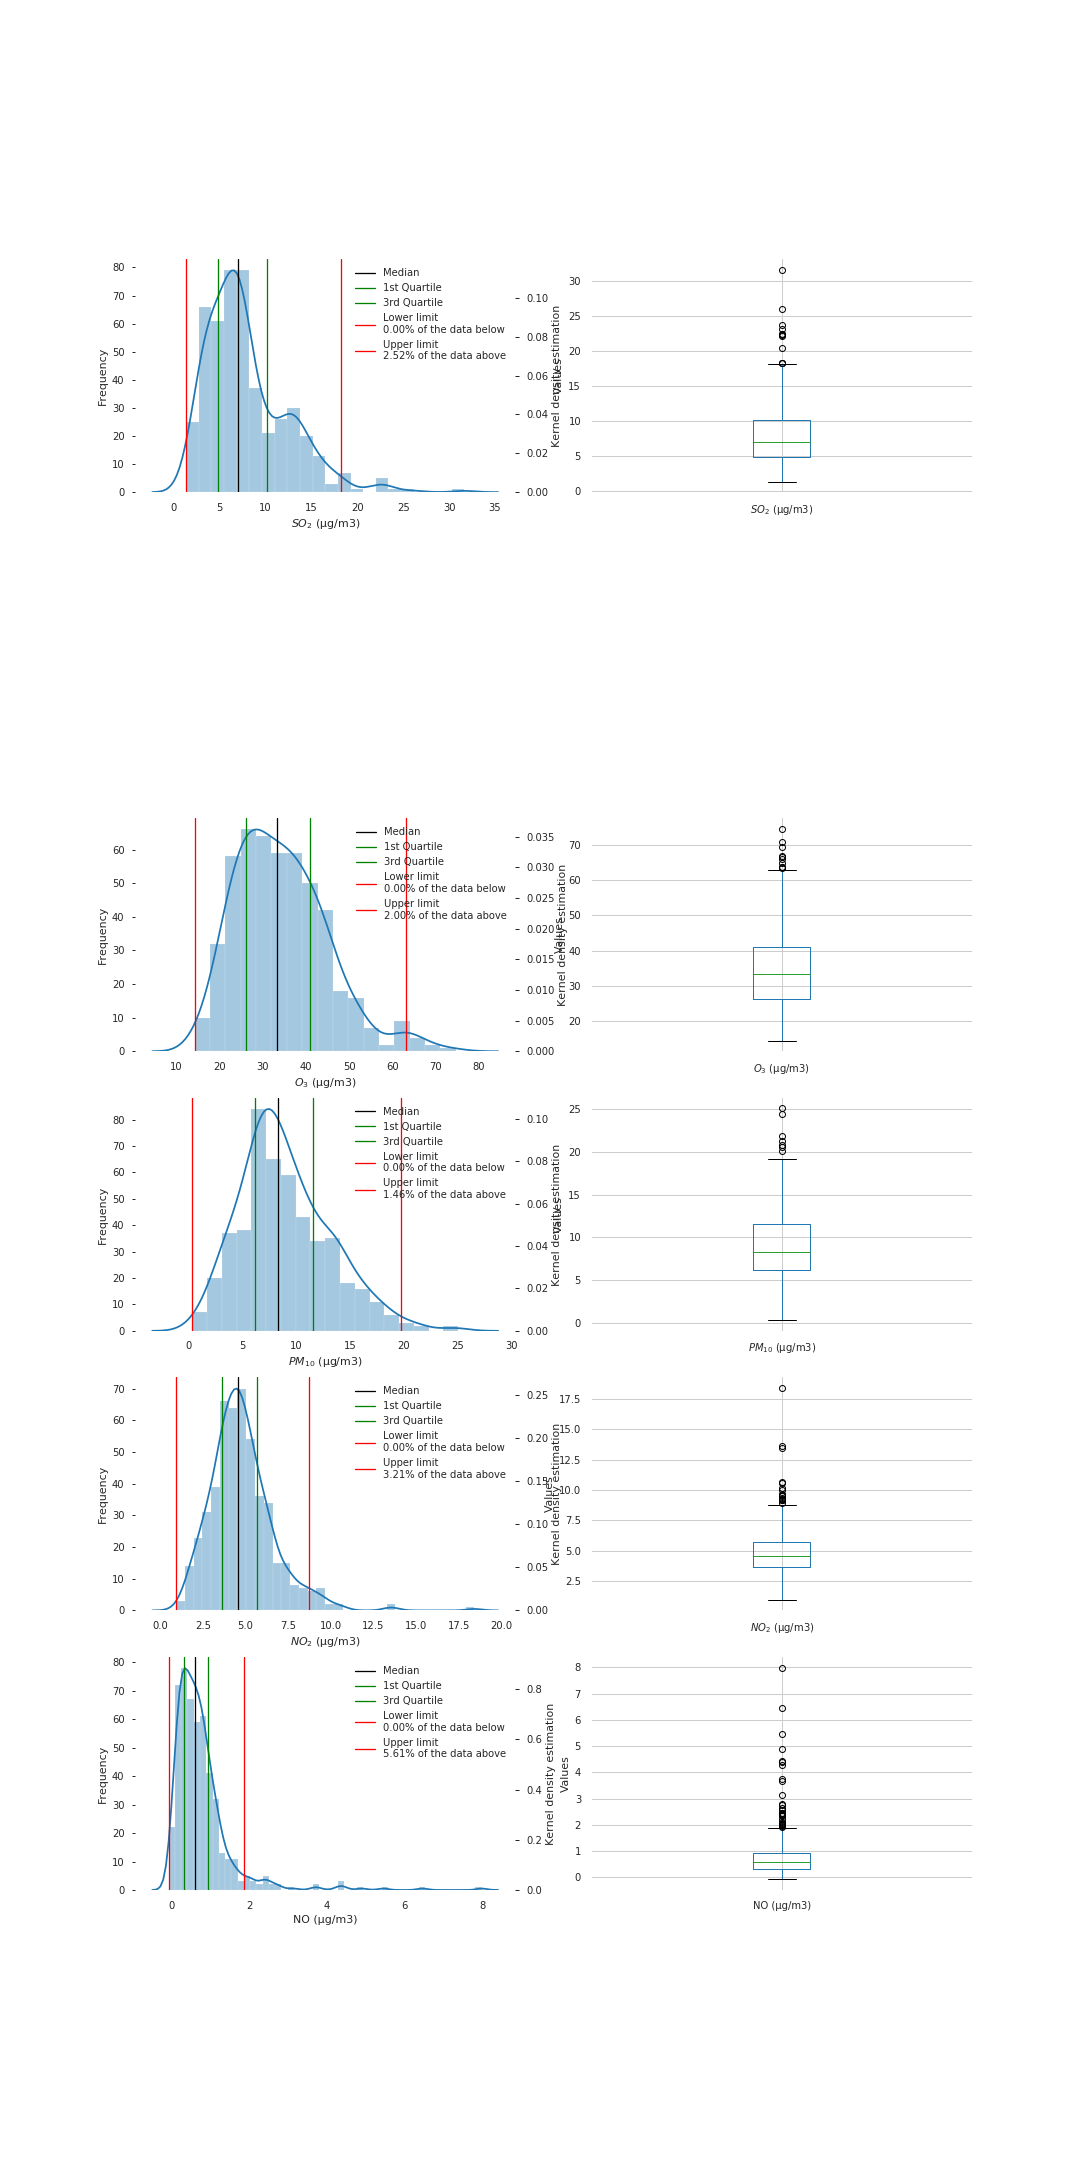 80
70
60
50
40
30
20
10
0
Frequency
0 5 10 15 20 25 30 35
SO₂ (μg/m3)
Median
1st Quartile
3rd Quartile
Lower limit
0.00% of the data below
Upper limit
2.52% of the data above
0.10
0.08
0.06
0.04
0.02
0.00
Kernel density estimation
Values
30
25
20
15
10
5
0
SO₂ (μg/m3)
60
50
40
30
20
10
0
Frequency
10 20 30 40 50 60 70 80
O₃ (μg/m3)
Median
1st Quartile
3rd Quartile
Lower limit
0.00% of the data below
Upper limit
2.00% of the data above
0.035
0.030
0.025
0.020
0.015
0.010
0.005
0.000
Kernel density estimation
Values
70
60
50
40
30
20
O₃ (μg/m3)
80
70
60
50
40
30
20
10
0
Frequency
0 5 10 15 20 25 30
PM₁₀ (μg/m3)
Median
1st Quartile
3rd Quartile
Lower limit
0.00% of the data below
Upper limit
1.46% of the data above
0.10
0.08
0.06
0.04
0.02
0.00
Kernel density estimation
Values
25
20
15
10
5
0
PM₁₀ (μg/m3)
70
60
50
40
30
20
10
0
Frequency
0.0 2.5 5.0 7.5 10.0 12.5 15.0 17.5 20.0
NO₂ (μg/m3)
Median
1st Quartile
3rd Quartile
Lower limit
0.00% of the data below
Upper limit
3.21% of the data above
0.25
0.20
0.15
0.10
0.05
0.00
Kernel density estimation
Values
17.5
15.0
12.5
10.0
7.5
5.0
2.5
NO₂ (μg/m3)
80
70
60
50
40
30
20
10
0
Frequency
0 2 4 6 8
NO (μg/m3)
Median
1st Quartile
3rd Quartile
Lower limit
0.00% of the data below
Upper limit
5.61% of the data above
0.8
0.6
0.4
0.2
0.0
Kernel density estimation
Values
8
7
6
5
4
3
2
1
0
NO (μg/m3)